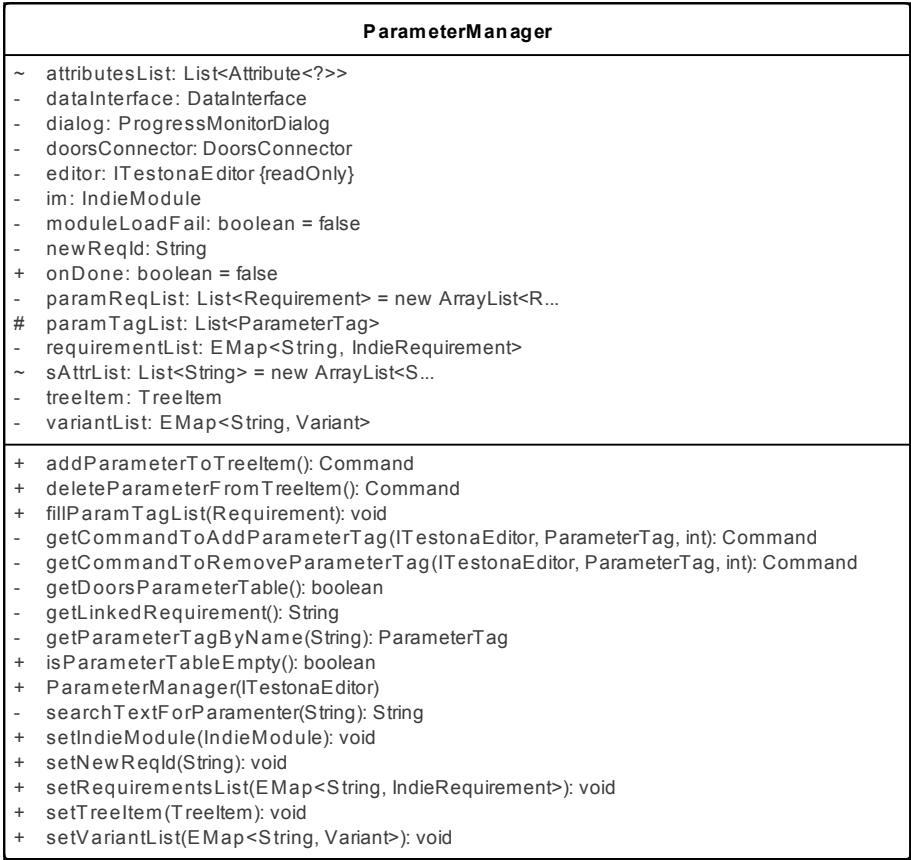 ParameterManager
~ attributesList: List<Attribute<?>>
- dataInterface: DataInterface
- dialog: ProgressMonitorDialog
- doorsConnector: DoorsConnector
- editor: ITestonaEditor {readOnly}
- im: IndieModule
- moduleLoadFail: boolean = false
- newReqId: String
+ onDone: boolean = false
- paramReqList: List<Requirement> = new ArrayList<R...
# paramTagList: List<ParameterTag>
- requirementList: EMap<String, IndieRequirement>
~ sAttrList: List<String> = new ArrayList<S...
- treeItem: TreeItem
- variantList: EMap<String, Variant>
+ addParameterToTreeItem(): Command
+ deleteParameterFromTreeItem(): Command
+ fillParamTagList(Requirement): void
- getCommandToAddParameterTag(ITestonaEditor, ParameterTag, int): Command
- getCommandToRemoveParameterTag(ITestonaEditor, ParameterTag, int): Command
- getDoorsParameterTable(): boolean
- getLinkedRequirement(): String
- getParameterTagByName(String): ParameterTag
+ isParameterTableEmpty(): boolean
+ ParameterManager(ITestonaEditor)
- searchTextForParamenter(String): String
+ setIndieModule(IndieModule): void
+ setNewReqId(String): void
+ setRequirementsList(EMap<String, IndieRequirement>): void
+ setTreeItem(TreeItem): void
+ setVariantList(EMap<String, Variant>): void